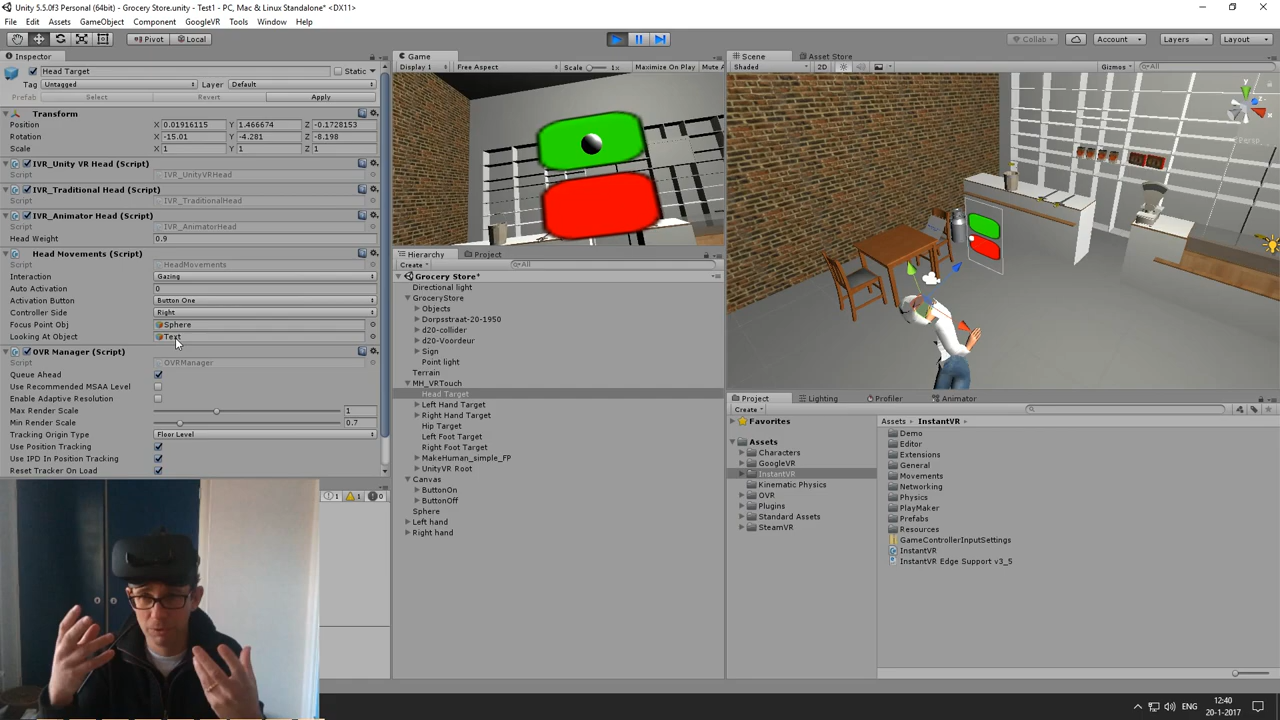 Unity 5.5.0f3 Personal (64bit) - Grocery Store.unity - Test1 - PC, Mac & Linux Standalone* <DX11>
File Edit Assets GameObject Component GoogleVR Tools Window Help
Pivot Local Collab Account Layers Layout
Inspector
Head Target Static
Tag Untagged Layer Default
Prefab Select Revert Apply
Transform
Position X 0.01916115 Y 1.466674 Z -0.1728153
Rotation X -15.01 Y -4.281 Z -8.198
Scale X 1 Y 1 Z 1
IVR_Unity VR Head (Script)
Script IVR_UnityVRHead
IVR_Traditional Head (Script)
Script IVR_TraditionalHead
IVR_Animator Head (Script)
Script IVR_AnimatorHead
Head Weight 0.9
Head Movements (Script)
Script HeadMovements
Interaction Gazing
Auto Activation 0
Activation Button Button One
Controller Side Right
Focus Point Obj Sphere
Looking At Object Text
OVR Manager (Script)
Script OVRManager
Queue Ahead
Use Recommended MSAA Level
Enable Adaptive Resolution
Max Render Scale 1
Min Render Scale 0.7
Tracking Origin Type Floor Level
Use Position Tracking
Use IPD In Position Tracking
Reset Tracker On Load
1 1 0
Game
Display 1 Free Aspect Scale 1x Maximize On Play Mute A
Hierarchy Project
Create All
Grocery Store*
Directional light
GroceryStore
Objects
Dorpsstraat-20-1950
d20-collider
d20-Voordeur
Sign
Point light
Terrain
MH_VRTouch
Head Target
Left Hand Target
Right Hand Target
Hip Target
Left Foot Target
Right Foot Target
MakeHuman_simple_FP
UnityVR Root
Canvas
ButtonOn
ButtonOff
Sphere
Left hand
Right hand
Scene Asset Store
Shaded 2D Gizmos All
y
Persp
Project Lighting Profiler Animator
Create
Favorites
Assets
Characters
GoogleVR
InstantVR
Kinematic Physics
OVR
Plugins
Standard Assets
SteamVR
Assets InstantVR
Demo
Editor
Extensions
General
Movements
Networking
Physics
PlayMaker
Prefabs
Resources
GameControllerInputSettings
InstantVR
InstantVR Edge Support v3_5
ENG
12:40
20-1-2017